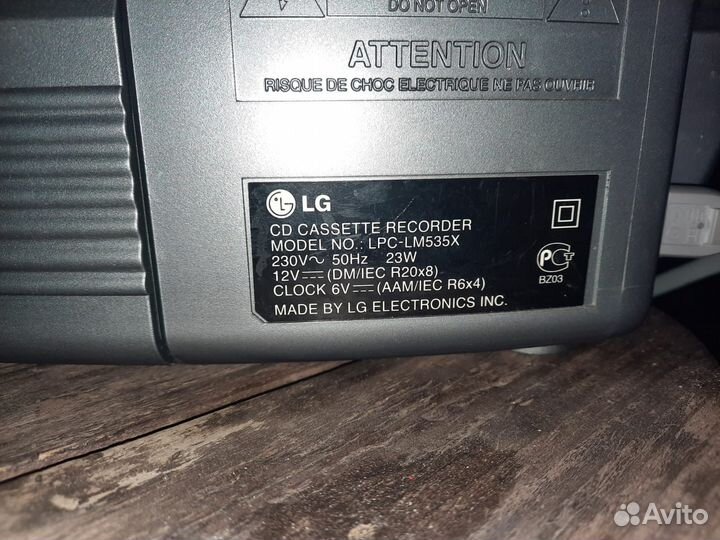 DO NOT OPEN
ATTENTION
RISQUE DE CHOC ELECTRIQUE NE PAS OUVRIR
LG
CD CASSETTE RECORDER
MODEL NO.: LPC-LM535X
230V~ 50Hz 23W
12V⎓(DM/IEC R20x8)
CLOCK 6V⎓(AAM/IEC R6x4)
MADE BY LG ELECTRONICS INC.
PCT
BZ03
Avito